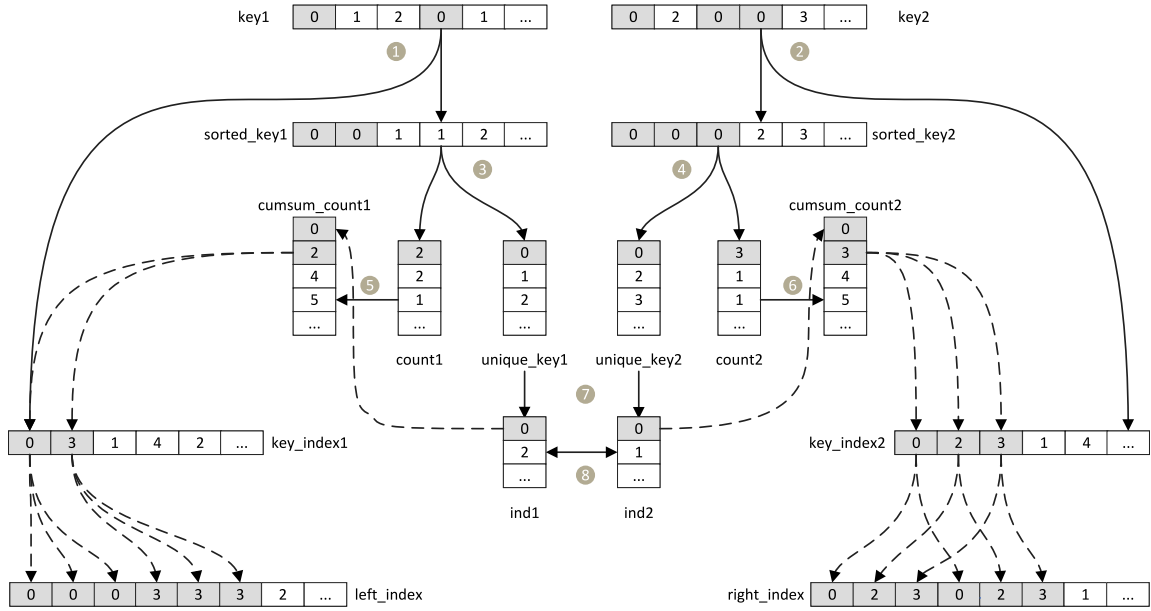 key1 0 1 2 0 1 ...
0 2 0 0 3 ... key2
1 2
sorted_key1 0 0 1 1 2 ...
0 0 0 2 3 ... sorted_key2
3 4
cumsum_count1 cumsum_count2
0 0
2 2 0 0 3 3
4 2 1 2 1 4
5 5 1 2 3 1 6 5
... ... ... ... ... ...
count1 unique_key1 unique_key2 count2
7
0 0
0 3 1 4 2 ... key_index1
2 1
key_index2 0 2 3 1 4 ...
... 8 ...
ind1 ind2
0 0 0 3 3 3 2 ... left_index
right_index 0 2 3 0 2 3 1 ...